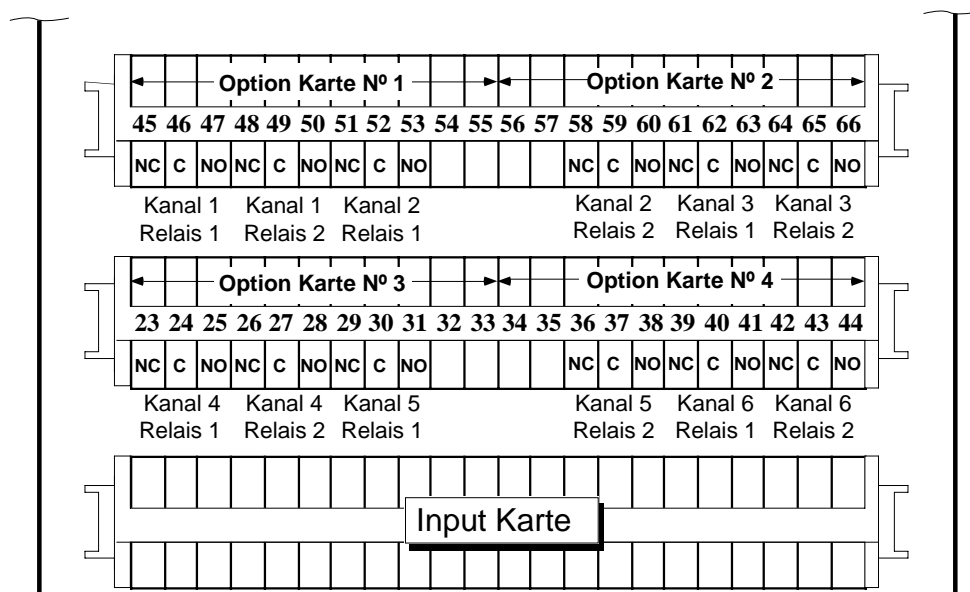 Option Karte Nº 1 Option Karte Nº 2
45 46 47 48 49 50 51 52 53 54 55 56 57 58 59 60 61 62 63 64 65 66
NC C NO NC C NO NC C NO NC C NO NC C NO NC C NO
Kanal 1 Kanal 1 Kanal 2 Kanal 2 Kanal 3 Kanal 3
Relais 1 Relais 2 Relais 1 Relais 2 Relais 1 Relais 2
Option Karte Nº 3 Option Karte Nº 4
23 24 25 26 27 28 29 30 31 32 33 34 35 36 37 38 39 40 41 42 43 44
NC C NO NC C NO NC C NO NC C NO NC C NO NC C NO
Kanal 4 Kanal 4 Kanal 5 Kanal 5 Kanal 6 Kanal 6
Relais 1 Relais 2 Relais 1 Relais 2 Relais 1 Relais 2
Input Karte